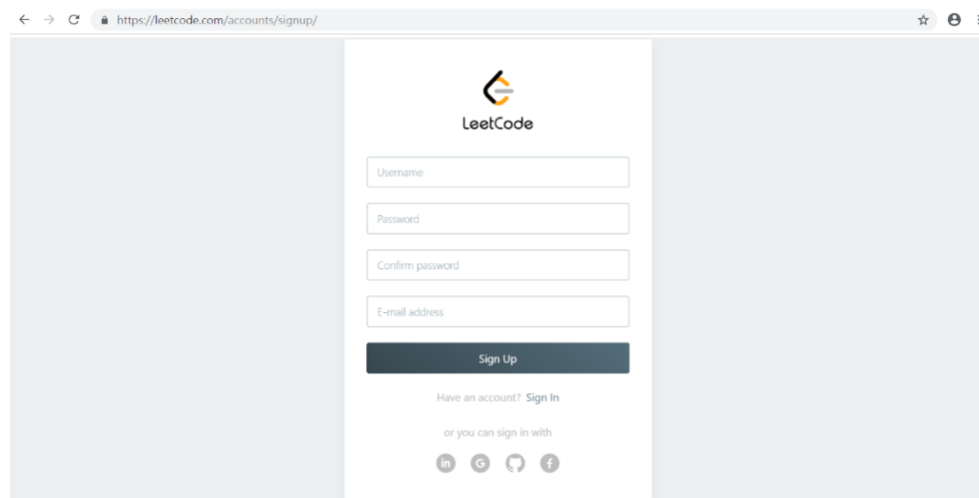 https://leetcode.com/accounts/signup/
LeetCode
Username
Password
Confirm password
E-mail address
Sign Up
Have an account? Sign In
or you can sign in with
in G f